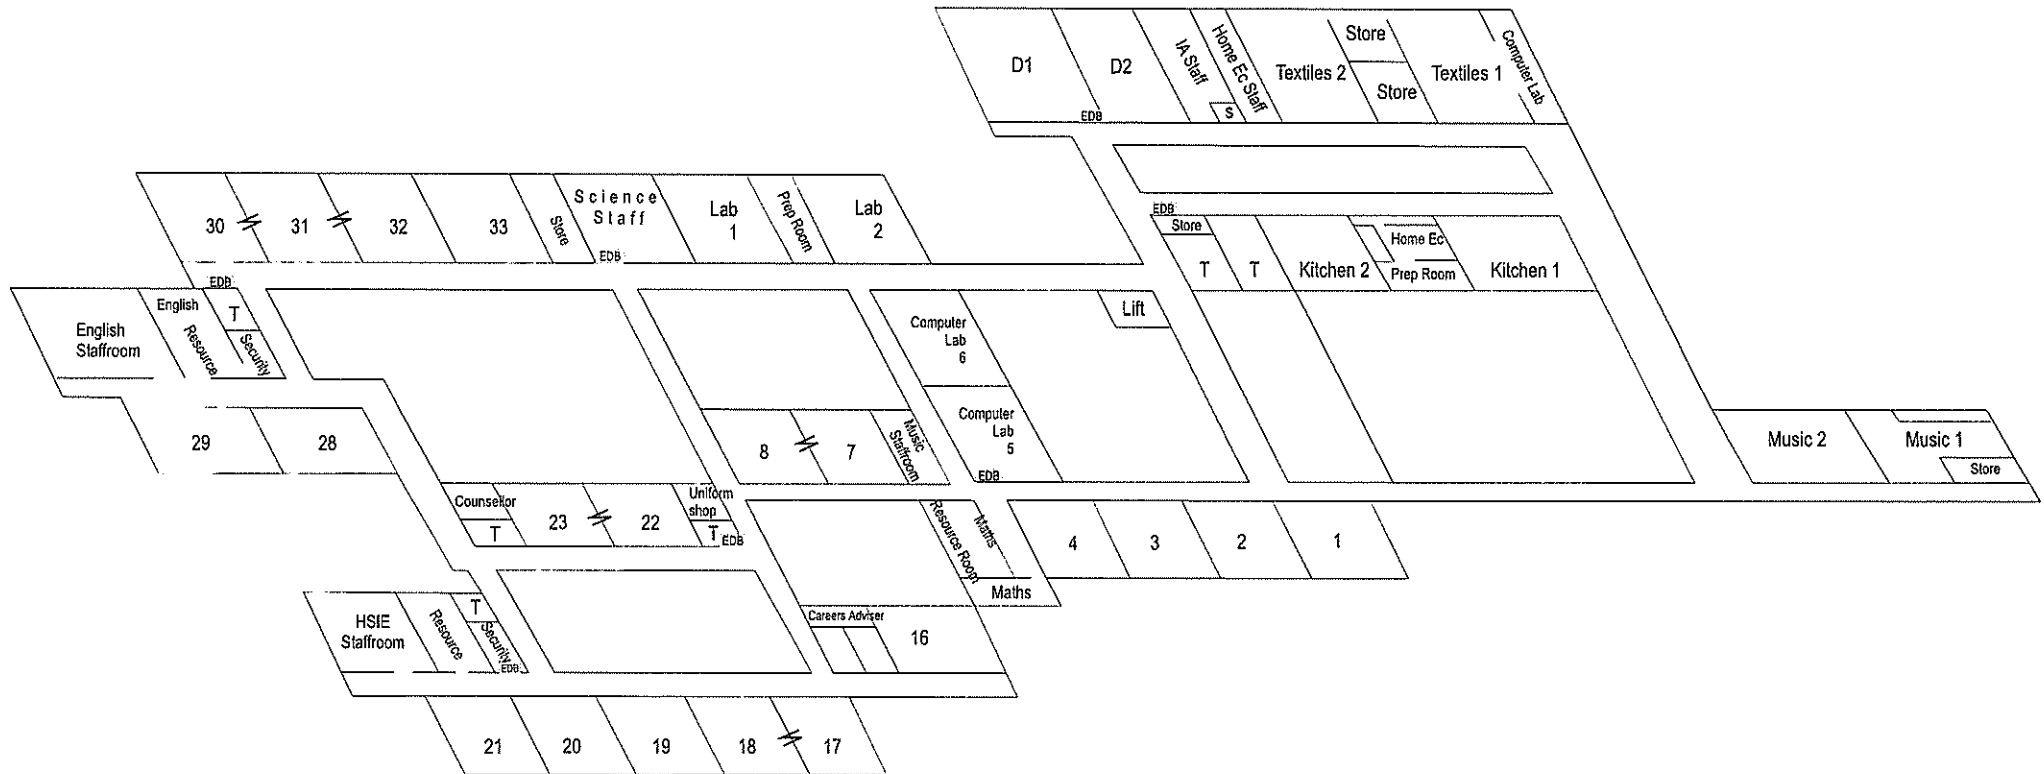 D1
D2
IA Staff
Home Ec Staff
S
Textiles 2
Store
Store
Textiles 1
Computer Lab
EDB
30
31
32
33
Store
Science
Staff
EDB
Lab
1
Prep Room
Lab
2
EDB
Store
T
T
Kitchen 2
Home Ec
Prep Room
Kitchen 1
EDB
English
Staffroom
English
Resource
T
Security
Computer
Lab
6
Lift
Computer
Lab
5
EDB
29
28
8
7
Music
Staffroom
Music 2
Music 1
Store
Counsellor
T
23
22
Uniform
shop
T
EDB
Resource Room
Maths
Maths
4
3
2
1
HSIE
Staffroom
Resource
T
Security
EDB
Careers Adviser
16
21
20
19
18
17